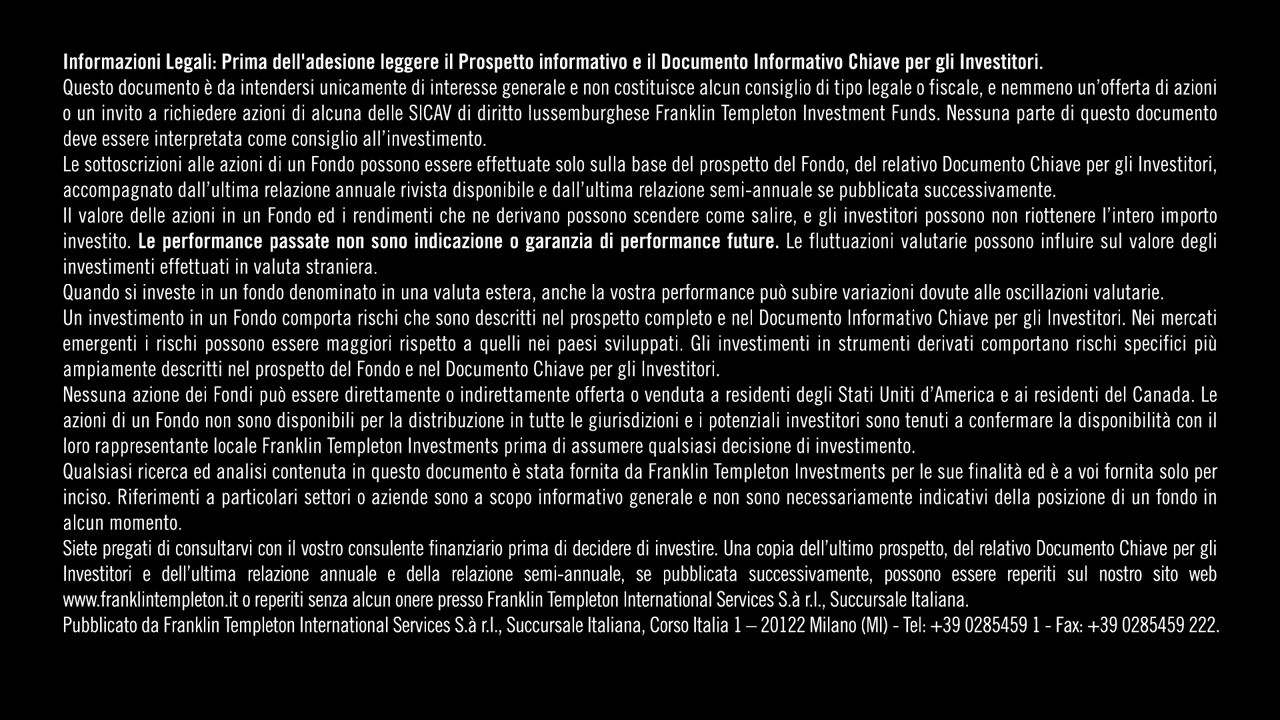 Informazioni Legali: Prima dell'adesione leggere il Prospetto informativo e il Documento Informativo Chiave per gli Investitori.
Questo documento è da intendersi unicamente di interesse generale e non costituisce alcun consiglio di tipo legale o fiscale, e nemmeno un’offerta di azioni
o un invito a richiedere azioni di alcuna delle SICAV di diritto lussemburghese Franklin Templeton Investment Funds. Nessuna parte di questo documento
deve essere interpretata come consiglio all’investimento.
Le sottoscrizioni alle azioni di un Fondo possono essere effettuate solo sulla base del prospetto del Fondo, del relativo Documento Chiave per gli Investitori,
accompagnato dall’ultima relazione annuale rivista disponibile e dall’ultima relazione semi-annuale se pubblicata successivamente.
Il valore delle azioni in un Fondo ed i rendimenti che ne derivano possono scendere come salire, e gli investitori possono non riottenere l’intero importo
investito. Le performance passate non sono indicazione o garanzia di performance future. Le fluttuazioni valutarie possono influire sul valore degli
investimenti effettuati in valuta straniera.
Quando si investe in un fondo denominato in una valuta estera, anche la vostra performance può subire variazioni dovute alle oscillazioni valutarie.
Un investimento in un Fondo comporta rischi che sono descritti nel prospetto completo e nel Documento Informativo Chiave per gli Investitori. Nei mercati
emergenti i rischi possono essere maggiori rispetto a quelli nei paesi sviluppati. Gli investimenti in strumenti derivati comportano rischi specifici più
ampiamente descritti nel prospetto del Fondo e nel Documento Chiave per gli Investitori.
Nessuna azione dei Fondi può essere direttamente o indirettamente offerta o venduta a residenti degli Stati Uniti d’America e ai residenti del Canada. Le
azioni di un Fondo non sono disponibili per la distribuzione in tutte le giurisdizioni e i potenziali investitori sono tenuti a confermare la disponibilità con il
loro rappresentante locale Franklin Templeton Investments prima di assumere qualsiasi decisione di investimento.
Qualsiasi ricerca ed analisi contenuta in questo documento è stata fornita da Franklin Templeton Investments per le sue finalità ed è a voi fornita solo per
inciso. Riferimenti a particolari settori o aziende sono a scopo informativo generale e non sono necessariamente indicativi della posizione di un fondo in
alcun momento.
Siete pregati di consultarvi con il vostro consulente finanziario prima di decidere di investire. Una copia dell’ultimo prospetto, del relativo Documento Chiave per gli
Investitori e dell’ultima relazione annuale e della relazione semi-annuale, se pubblicata successivamente, possono essere reperiti sul nostro sito web
www.franklintempleton.it o reperiti senza alcun onere presso Franklin Templeton International Services S.à r.l., Succursale Italiana.
Pubblicato da Franklin Templeton International Services S.à r.l., Succursale Italiana, Corso Italia 1 – 20122 Milano (MI) - Tel: +39 0285459 1 - Fax: +39 0285459 222.